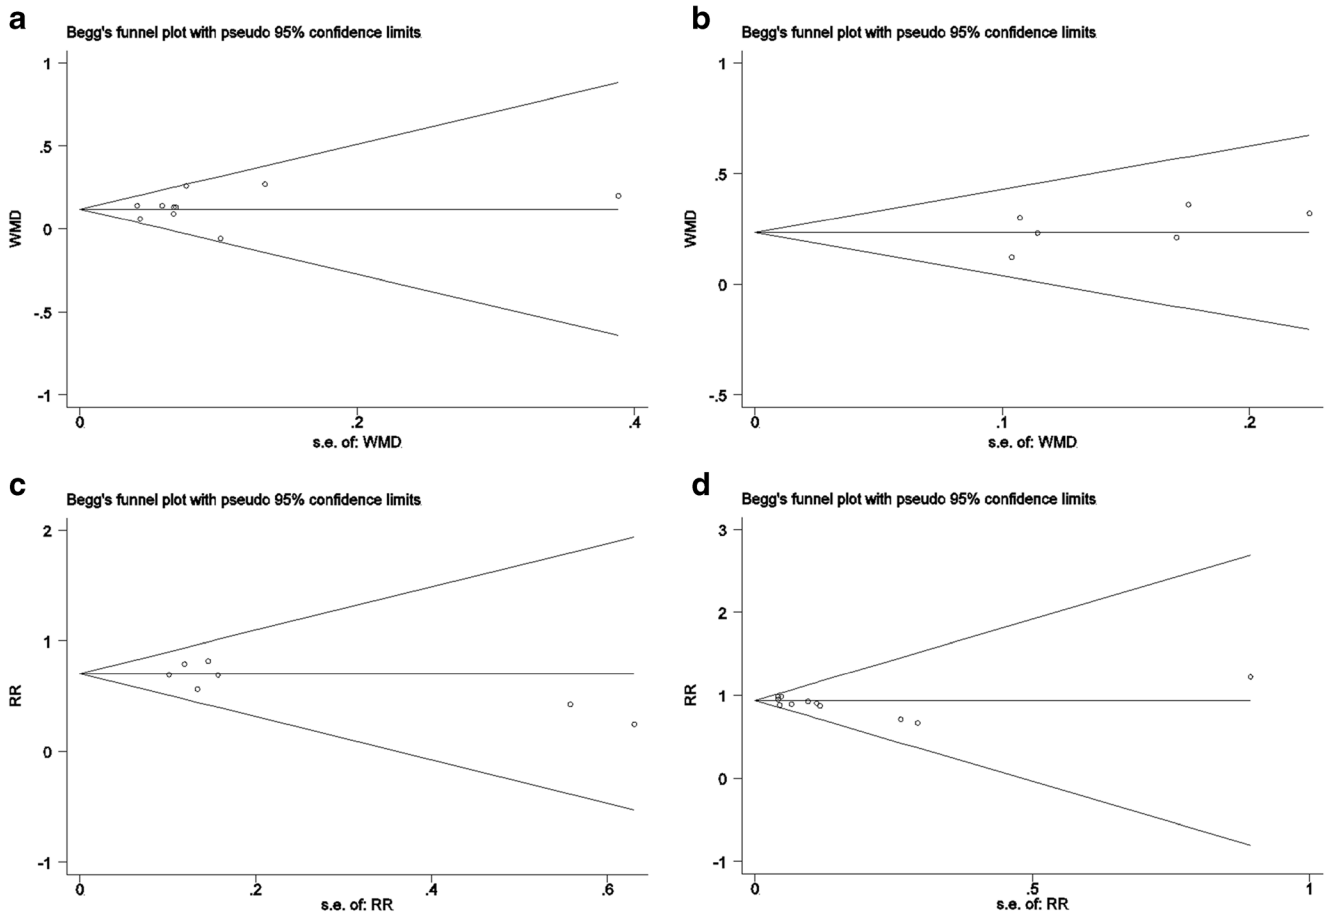 a
Begg's funnel plot with pseudo 95% confidence limits
1
.5
0
-.5
-1
WMD
0
.2
.4
s.e. of: WMD
b
Begg's funnel plot with pseudo 95% confidence limits
1
.5
0
-.5
WMD
0
.1
.2
s.e. of: WMD
c
Begg's funnel plot with pseudo 95% confidence limits
2
1
0
-1
RR
0
.2
.4
.6
s.e. of: RR
d
Begg's funnel plot with pseudo 95% confidence limits
3
2
1
0
-1
RR
0
.5
1
s.e. of: RR